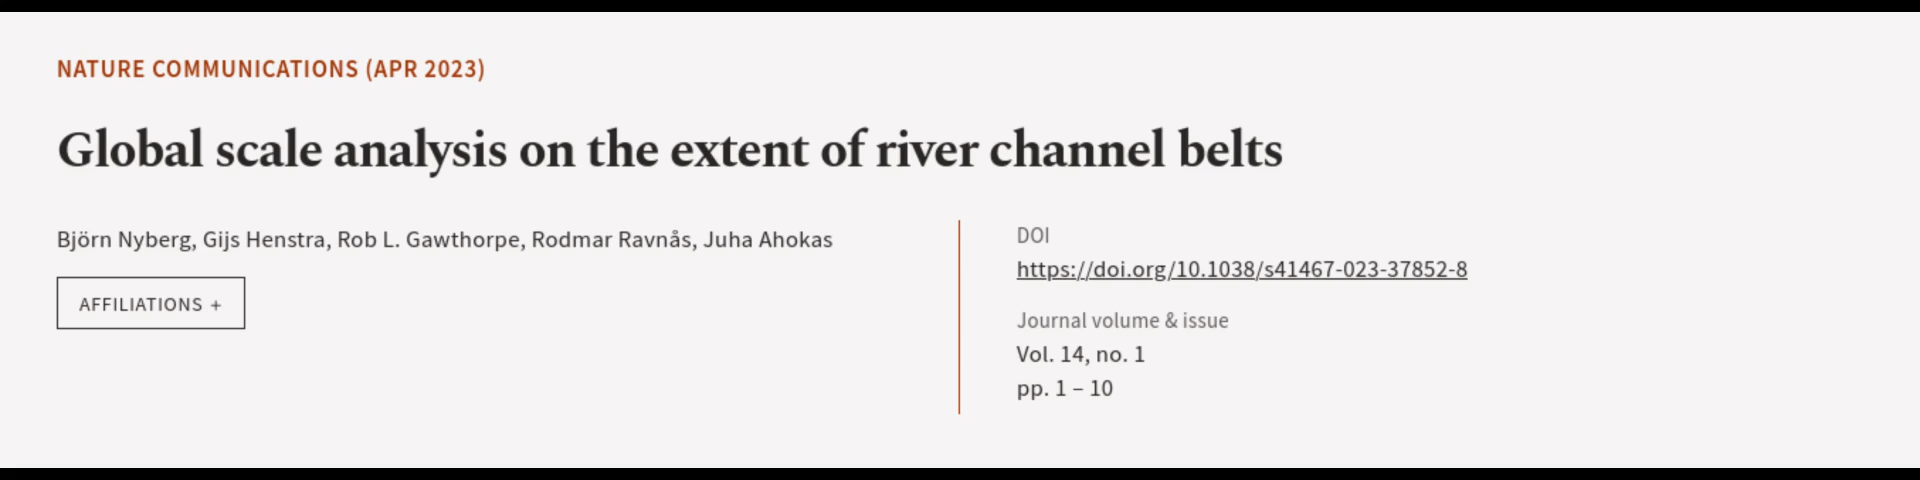 NATURE COMMUNICATIONS (APR 2023)
Global scale analysis on the extent of river channel belts
Björn Nyberg, Gijs Henstra, Rob L. Gawthorpe, Rodmar Ravnås, Juha Ahokas
AFFILIATIONS +
DOI
https://doi.org/10.1038/s41467-023-37852-8
Journal volume & issue
Vol. 14, no. 1
pp. 1 – 10